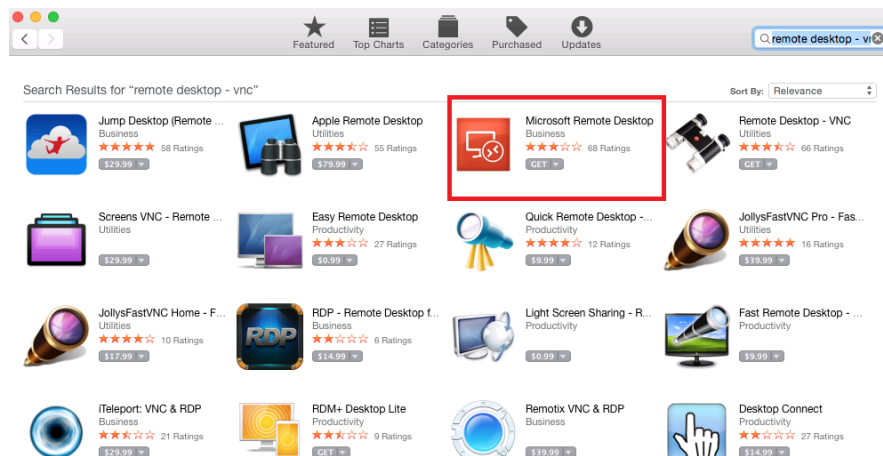 Featured Top Charts Categories Purchased Updates
remote desktop - vn
Search Results for “remote desktop - vnc”
Sort By: Relevance
Jump Desktop (Remote ...
Business
58 Ratings
$29.99
Apple Remote Desktop
Utilities
55 Ratings
$79.99
Microsoft Remote Desktop
Business
68 Ratings
GET
Remote Desktop - VNC
Utilities
66 Ratings
GET
Screens VNC - Remote ...
Utilities
$29.99
Easy Remote Desktop
Productivity
27 Ratings
$0.99
Quick Remote Desktop -...
Productivity
12 Ratings
$9.99
JollysFastVNC Pro - Fas...
Utilities
16 Ratings
$39.99
JollysFastVNC Home - F...
Utilities
10 Ratings
$17.99
RDP
RDP - Remote Desktop f...
Business
6 Ratings
$14.99
Light Screen Sharing - R...
Productivity
$0.99
Fast Remote Desktop - ...
Productivity
$9.99
iTeleport: VNC & RDP
Business
21 Ratings
$29.99
RDM+ Desktop Lite
Productivity
9 Ratings
GET
Remotix VNC & RDP
Business
$39.99
Desktop Connect
Productivity
27 Ratings
$14.99